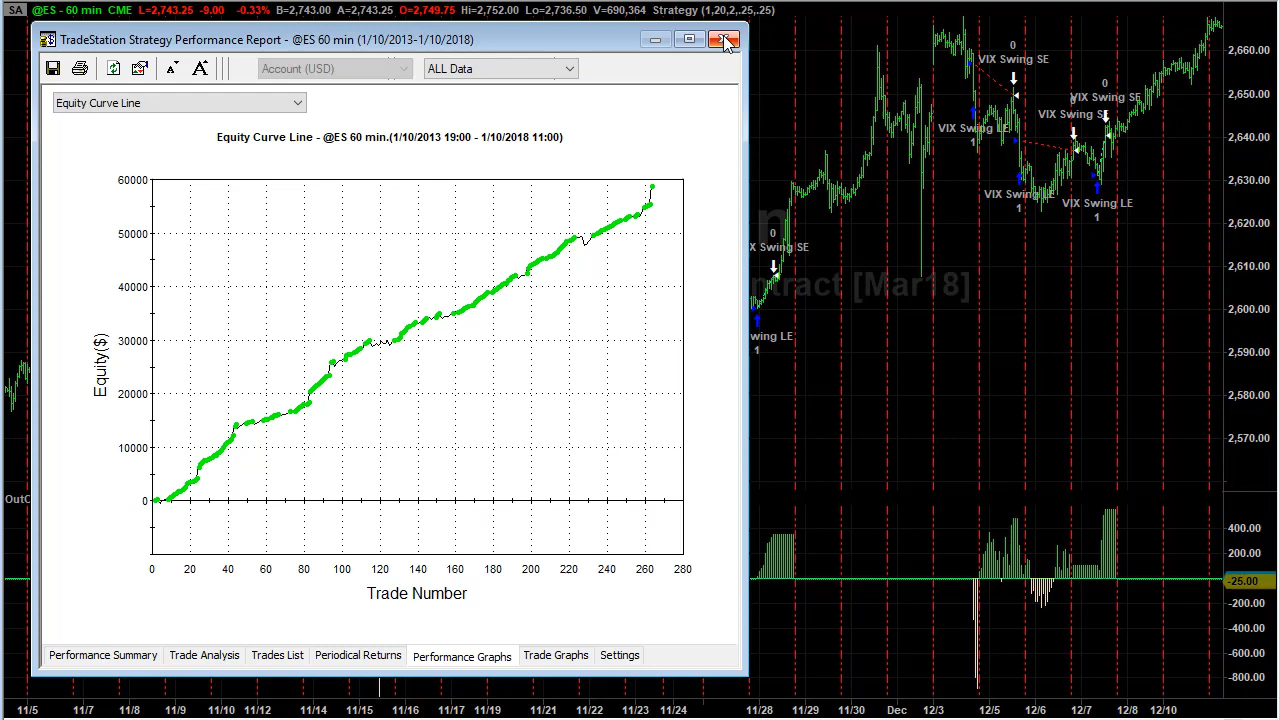 SA @ES - 60 min CME L=2,743.25 -9.00 B=2,743.00 A=2,743.25 O=2,749.75 Hi=2,752.00 Lo=2,736.50 V=690,364 Strategy (1,20,2,.25,.25)
TradeStation Strategy Performance Report - @ES 60 min (1/10/2013-1/10/2018)
A A Account (USD) ALL Data
Equity Curve Line
Equity Curve Line - @ES 60 min.(1/10/2013 19:00 - 1/10/2018 11:00)
60000
50000
40000
30000
20000
10000
0
Equity($)
0 20 40 60 80 100 120 140 160 180 200 220 240 260 280
Trade Number
Performance Summary Trade Analysis Trades List Periodical Returns Performance Graphs Trade Graphs Settings
0
VIX Swing SE
VIX Swing LE
1
0
VIX Swing SE
VIX Swing LE
1
VIX Swing SE
0
VIX Swing SE
VIX Swing LE
1
0
X Swing SE
wing LE
1
ntract [Mar18]
OutO
2,660.00
2,650.00
2,640.00
2,630.00
2,620.00
2,610.00
2,600.00
2,590.00
2,580.00
2,570.00
400.00
200.00
-25.00
-200.00
-400.00
-600.00
-800.00
11/5 11/7 11/8 11/9 11/10 11/12 11/14 11/15 11/16 11/17 11/19 11/21 11/23 11/24 11/28 11/29 11/30 Dec 12/3 12/5 12/6 12/7 12/8 12/10